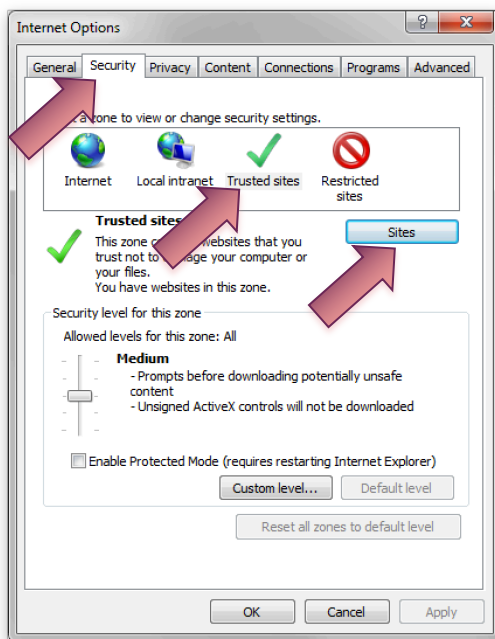 Internet Options
General Security Privacy Content Connections Programs Advanced
a zone to view or change security settings.
Internet Local intranet Trusted sites Restricted
sites
Trusted sites
Sites
This zone websites that you
trust not to your computer or
your files.
You have websites in this zone.
Security level for this zone
Allowed levels for this zone: All
Medium
- Prompts before downloading potentially unsafe
content
- Unsigned ActiveX controls will not be downloaded
Enable Protected Mode (requires restarting Internet Explorer)
Custom level... Default level
Reset all zones to default level
OK Cancel Apply